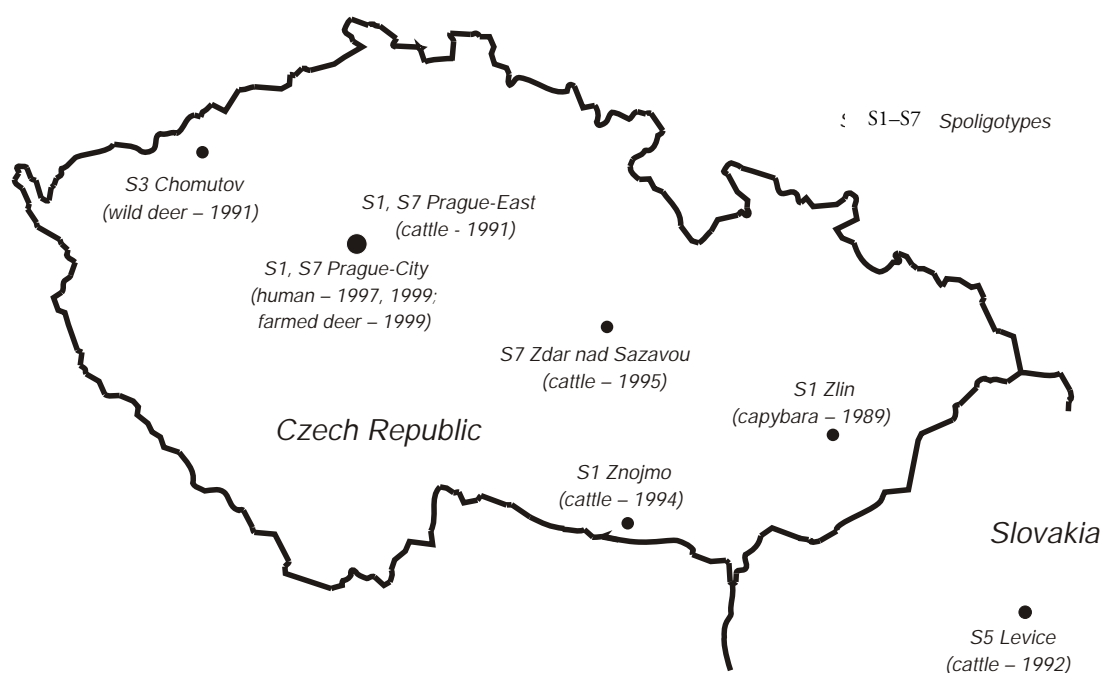 S1–S7 Spoligotypes
S3 Chomutov
(wild deer – 1991)
S1, S7 Prague-East
(cattle - 1991)
S1, S7 Prague-City
(human – 1997, 1999;
farmed deer – 1999)
S7 Zdar nad Sazavou
(cattle – 1995)
S1 Zlin
(capybara – 1989)
Czech Republic
S1 Znojmo
(cattle – 1994)
Slovakia
S5 Levice
(cattle – 1992)